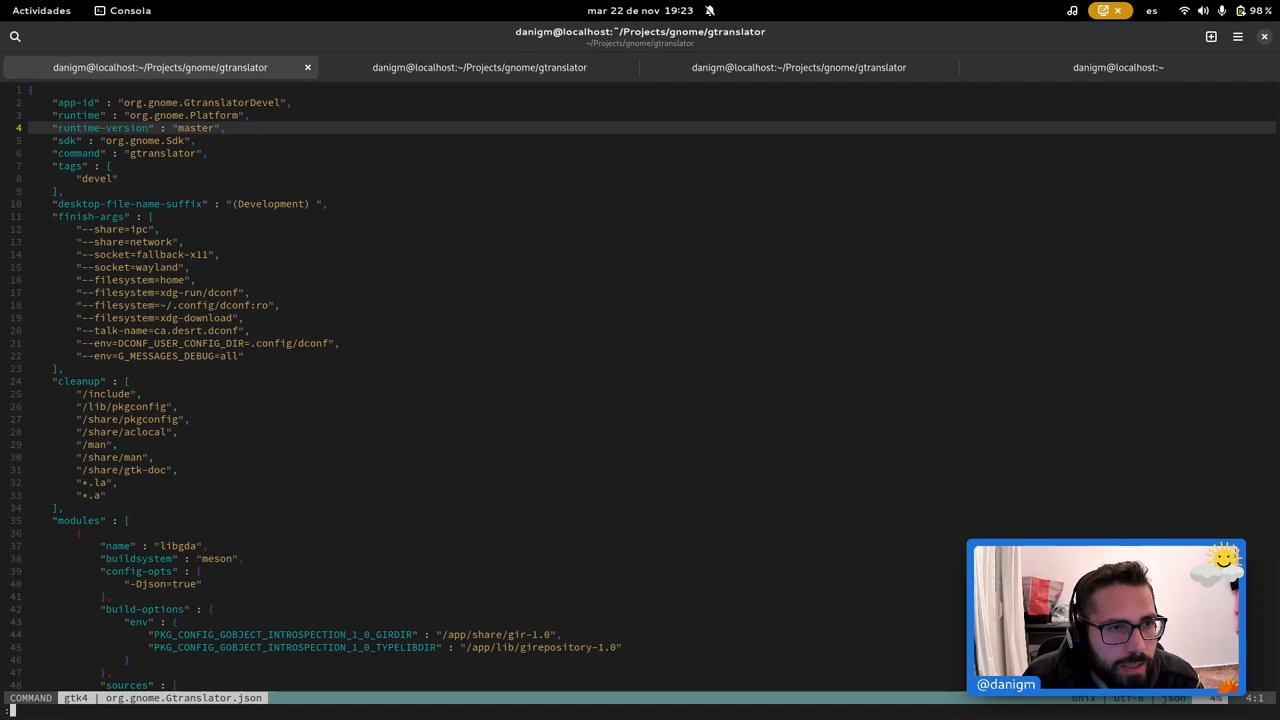 Actividades Consola mar 22 de nov 19:23 es 98 %
danigm@localhost:~/Projects/gnome/gtranslator
~/Projects/gnome/gtranslator
danigm@localhost:~/Projects/gnome/gtranslator danigm@localhost:~/Projects/gnome/gtranslator danigm@localhost:~/Projects/gnome/gtranslator danigm@localhost:~
1 {
2 "app-id" : "org.gnome.GtranslatorDevel",
3 "runtime" : "org.gnome.Platform",
4 "runtime-version" : "master",
5 "sdk" : "org.gnome.Sdk",
6 "command" : "gtranslator",
7 "tags" : [
8 "devel"
9 ],
10 "desktop-file-name-suffix" : "(Development) ",
11 "finish-args" : [
12 "--share=ipc",
13 "--share=network",
14 "--socket=fallback-x11",
15 "--socket=wayland",
16 "--filesystem=home",
17 "--filesystem=xdg-run/dconf",
18 "--filesystem=~/.config/dconf:ro",
19 "--filesystem=xdg-download",
20 "--talk-name=ca.desrt.dconf",
21 "--env=DCONF_USER_CONFIG_DIR=.config/dconf",
22 "--env=G_MESSAGES_DEBUG=all"
23 ],
24 "cleanup" : [
25 "/include",
26 "/lib/pkgconfig",
27 "/share/pkgconfig",
28 "/share/aclocal",
29 "/man",
30 "/share/man",
31 "/share/gtk-doc",
32 "*.la",
33 "*.a"
34 ],
35 "modules" : [
36 {
37 "name" : "libgda",
38 "buildsystem" : "meson",
39 "config-opts" : [
40 "-Djson=true"
41 ],
42 "build-options" : {
43 "env" : {
44 "PKG_CONFIG_GOBJECT_INTROSPECTION_1_0_GIRDIR" : "/app/share/gir-1.0",
45 "PKG_CONFIG_GOBJECT_INTROSPECTION_1_0_TYPELIBDIR" : "/app/lib/girepository-1.0"
46 }
47 },
48 "sources" : [
@danigm
COMMAND gtk4 | org.gnome.Gtranslator.json unix | utf-8 | json 4% 4:1
: